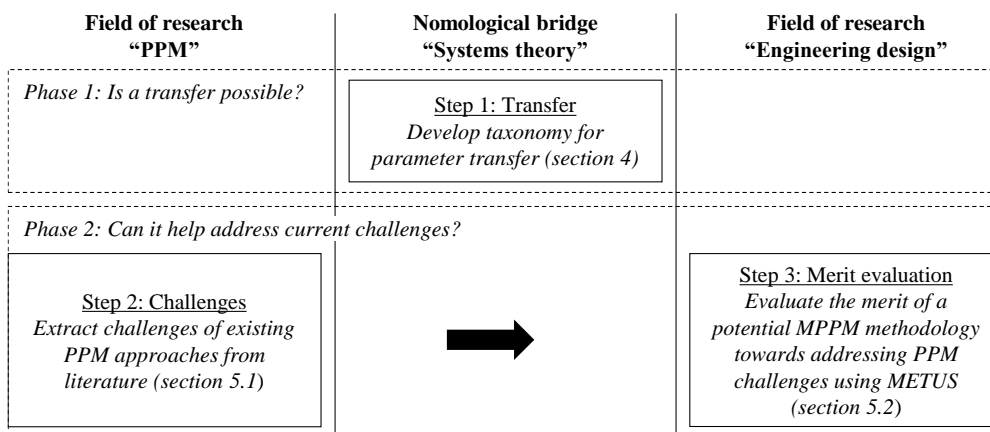 Field of research
“PPM”
Nomological bridge
“Systems theory”
Field of research
“Engineering design”
Phase 1: Is a transfer possible?
Step 1: Transfer
Develop taxonomy for
parameter transfer (section 4)
Phase 2: Can it help address current challenges?
Step 2: Challenges
Extract challenges of existing
PPM approaches from
literature (section 5.1)
Step 3: Merit evaluation
Evaluate the merit of a
potential MPPM methodology
towards addressing PPM
challenges using METUS
(section 5.2)